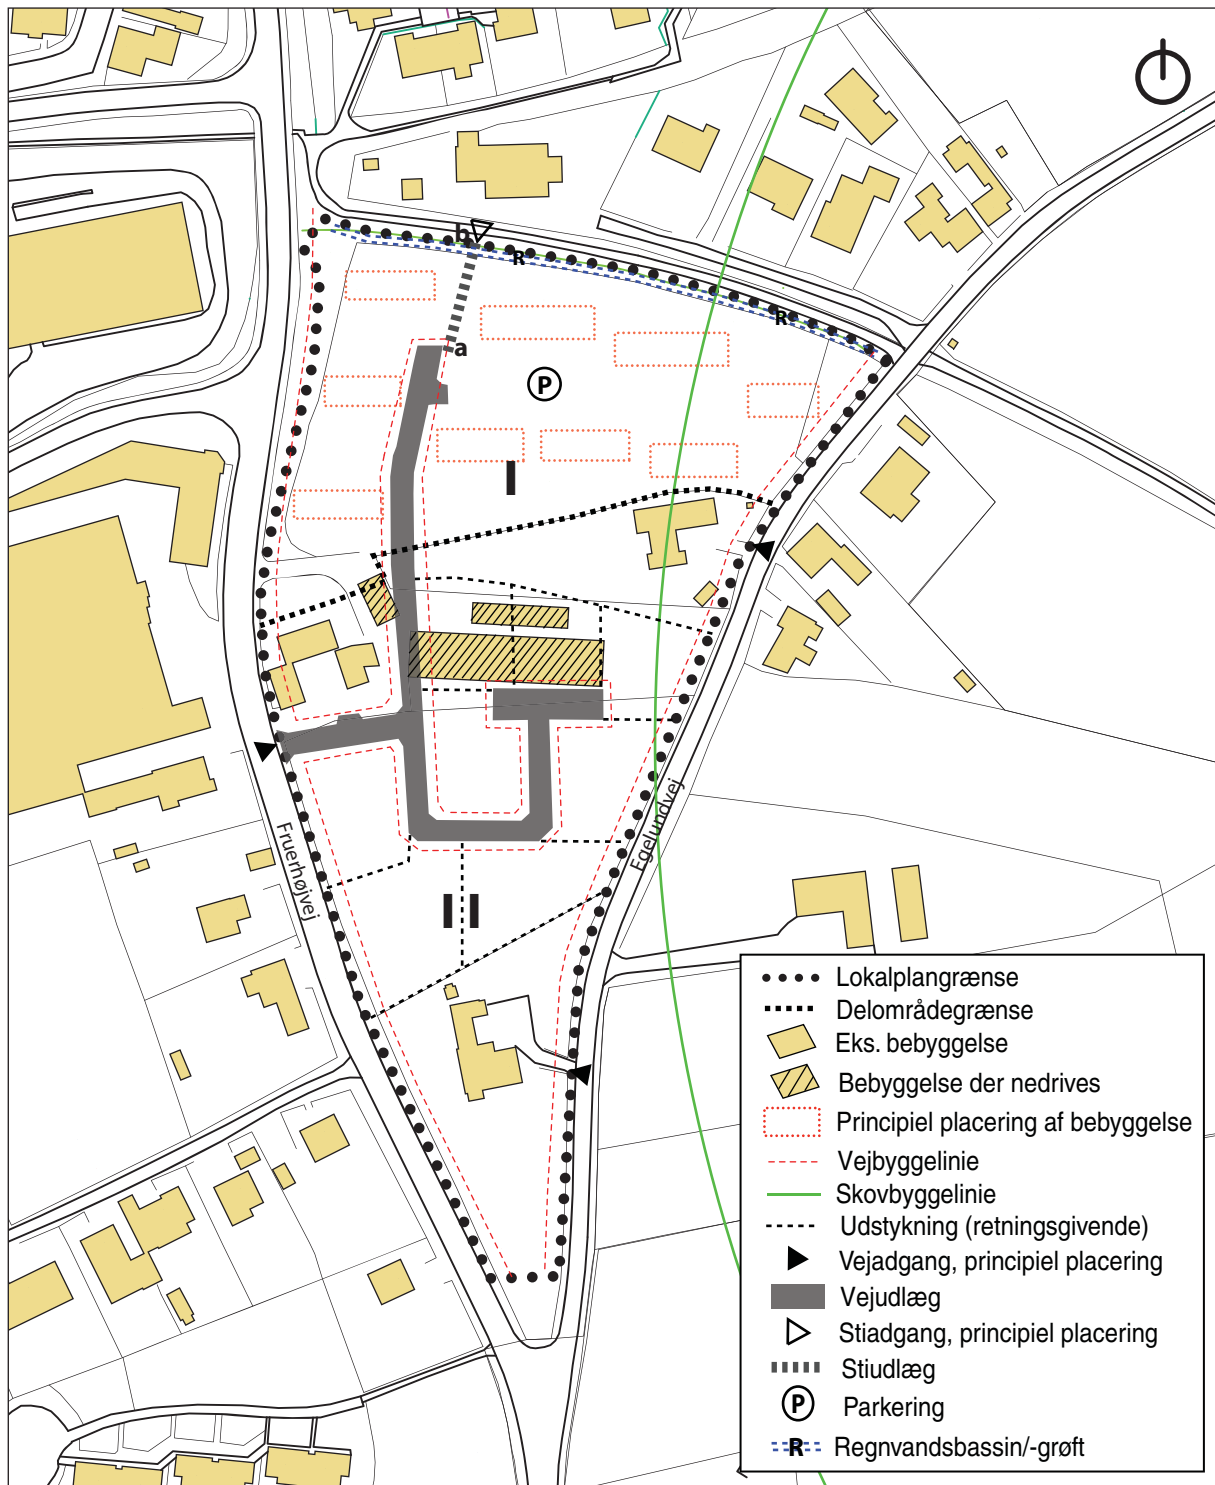 b
R
R
a
P
I
Fruerhøjvej
Egelundvej
II
Lokalplangrænse
Delområdegrænse
Eks. bebyggelse
Bebyggelse der nedrives
Principiel placering af bebyggelse
Vejbyggelinie
Skovbyggelinie
Udstykning (retningsgivende)
Vejadgang, principiel placering
Vejudlæg
Stiadgang, principiel placering
Stiudlæg
P Parkering
R Regnvandsbassin/-grøft